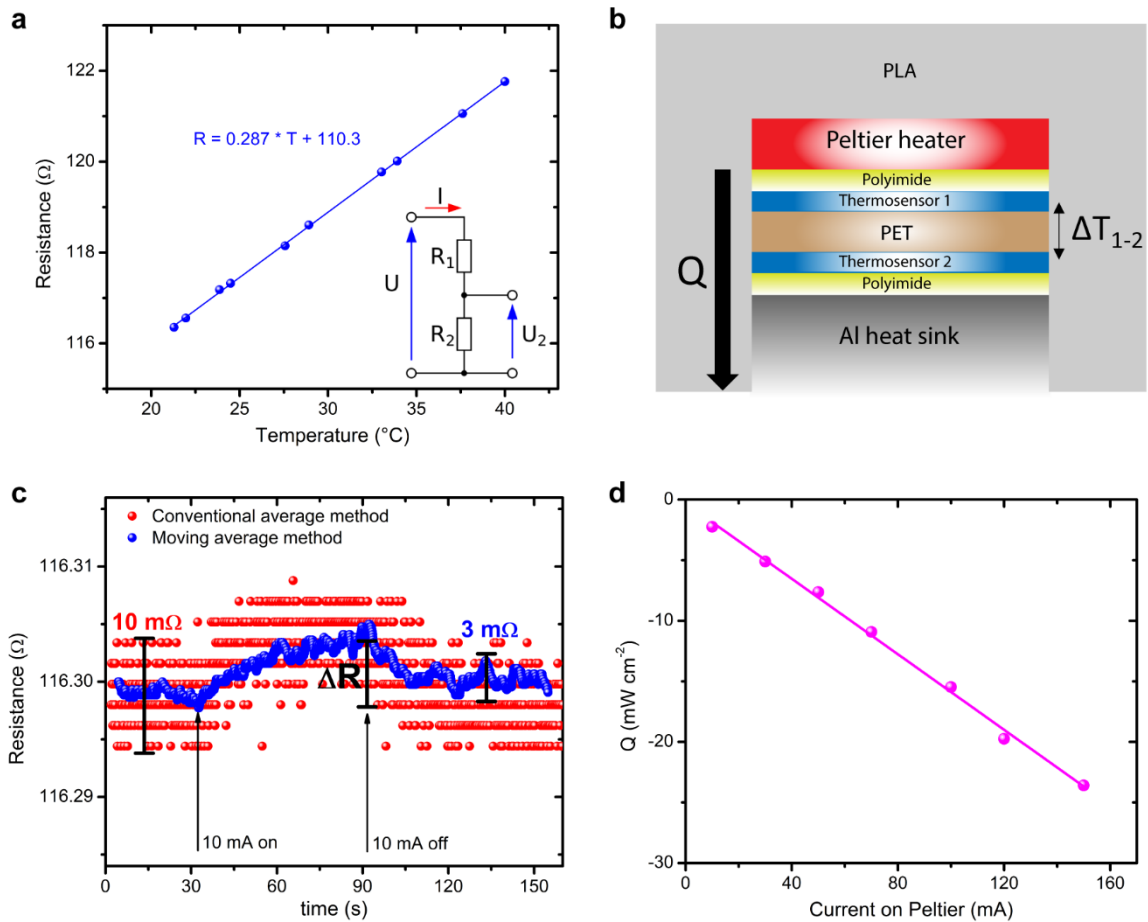 a
122
120
118
116
20
25
30
35
40
Resistance (Ω)
Temperature (°C)
R = 0.287 * T + 110.3
I
U
R1
R2
U2
b
PLA
Peltier heater
Polyimide
Thermosensor 1
PET
Thermosensor 2
Polyimide
Al heat sink
Q
ΔT1-2
c
Conventional average method
Moving average method
116.31
116.30
116.29
10 mΩ
3 mΩ
ΔR
10 mA on
10 mA off
0
30
60
90
120
150
Resistance (Ω)
time (s)
d
0
-10
-20
-30
0
40
80
120
160
Q (mW cm-2)
Current on Peltier (mA)